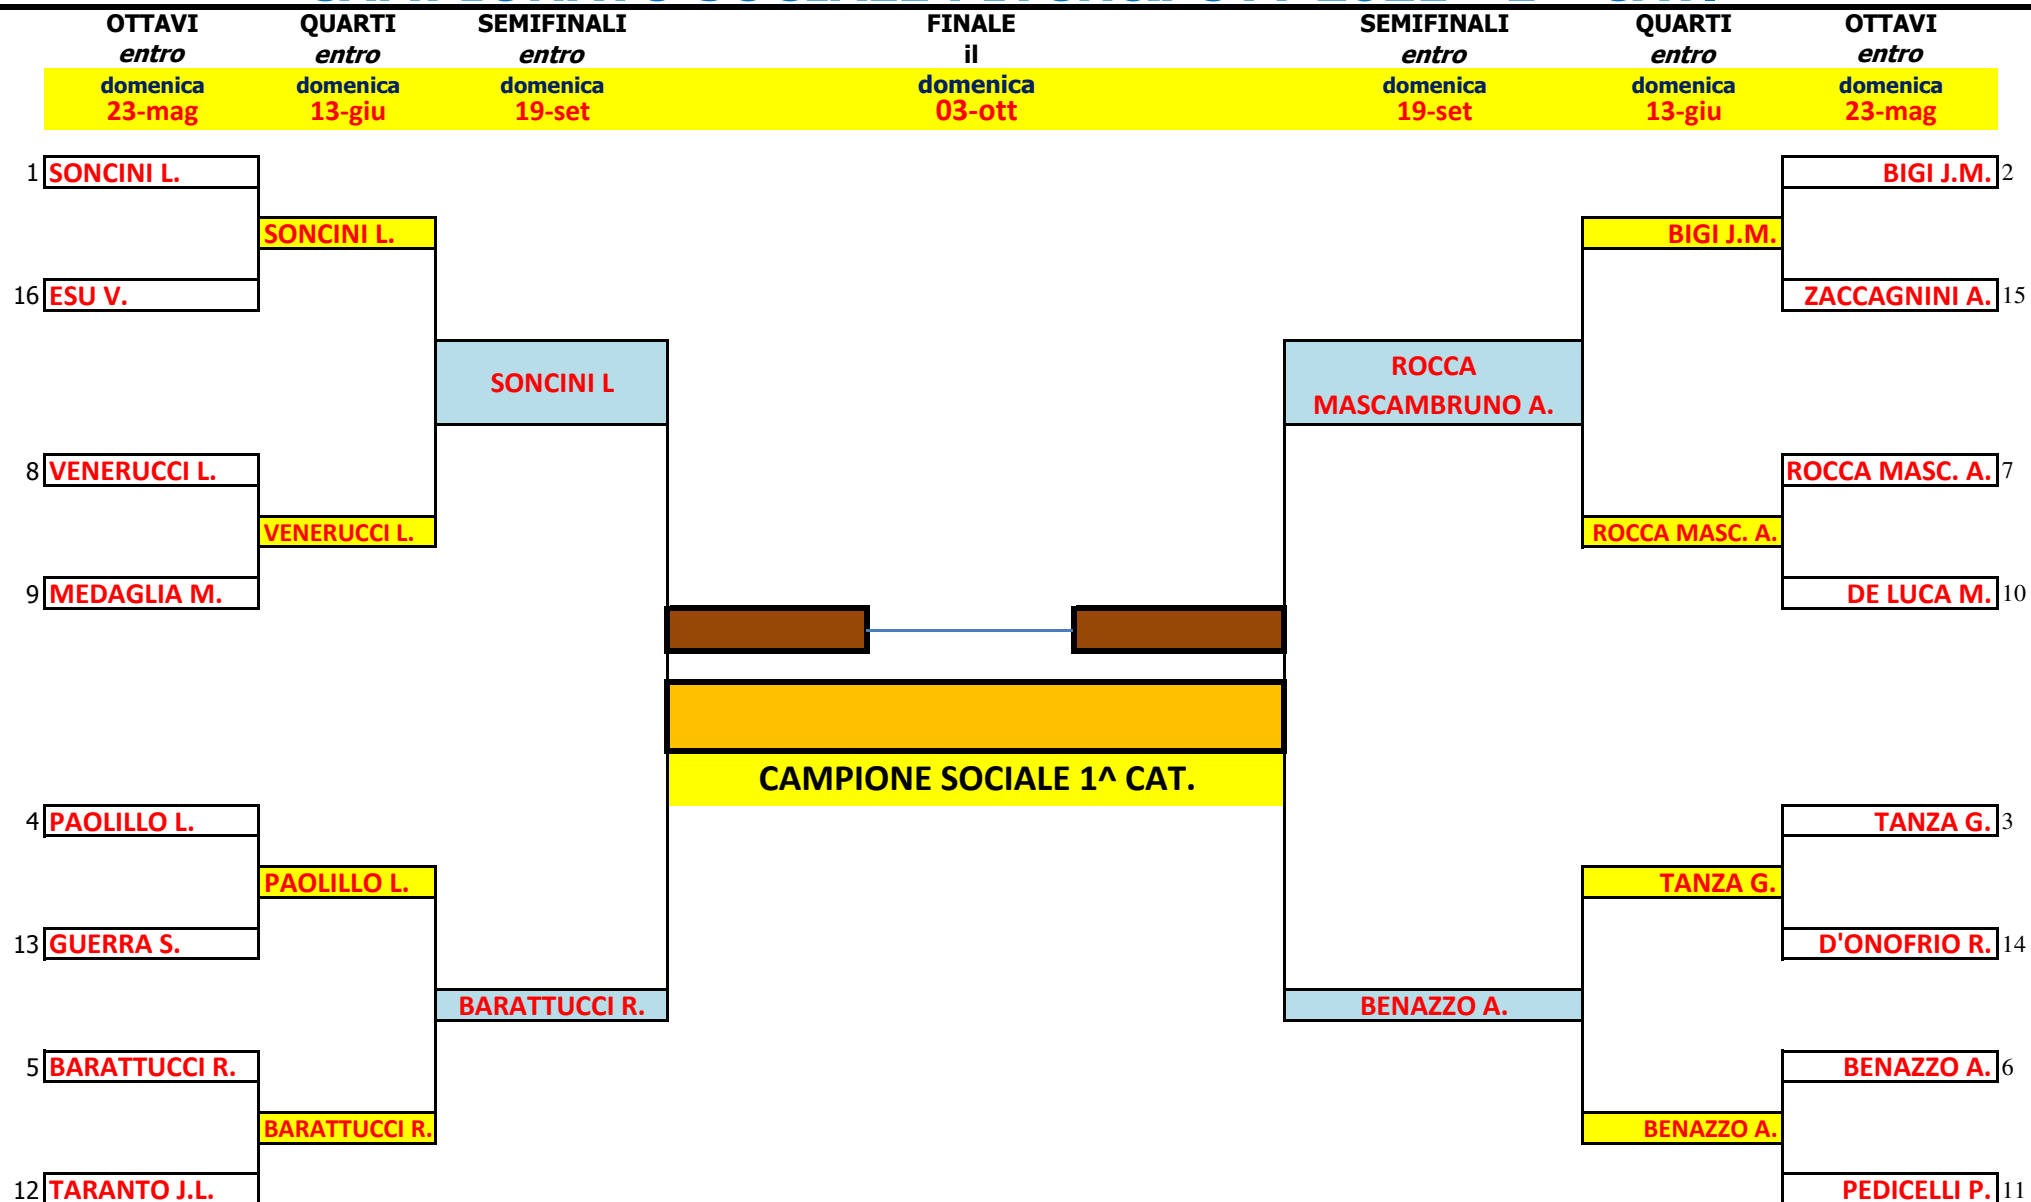 OTTAVI QUARTI SEMIFINALI FINALE SEMIFINALI QUARTI OTTAVI
entro entro entro il entro entro entro
domenica domenica domenica domenica domenica domenica domenica
23-mag 13-giu 19-set 03-ott 19-set 13-giu 23-mag
1 SONCINI L. BIGI J.M. 2
SONCINI L. BIGI J.M.
16 ESU V. ZACCAGNINI A. 15
SONCINI L ROCCA
MASCAMBRUNO A.
8 VENERUCCI L. ROCCA MASC. A. 7
VENERUCCI L. ROCCA MASC. A.
9 MEDAGLIA M. DE LUCA M. 10
CAMPIONE SOCIALE 1^ CAT.
4 PAOLILLO L. TANZA G. 3
PAOLILLO L. TANZA G.
13 GUERRA S. D'ONOFRIO R. 14
BARATTUCCI R. BENAZZO A.
5 BARATTUCCI R. BENAZZO A. 6
BARATTUCCI R. BENAZZO A.
12 TARANTO J.L. PEDICELLI P. 11